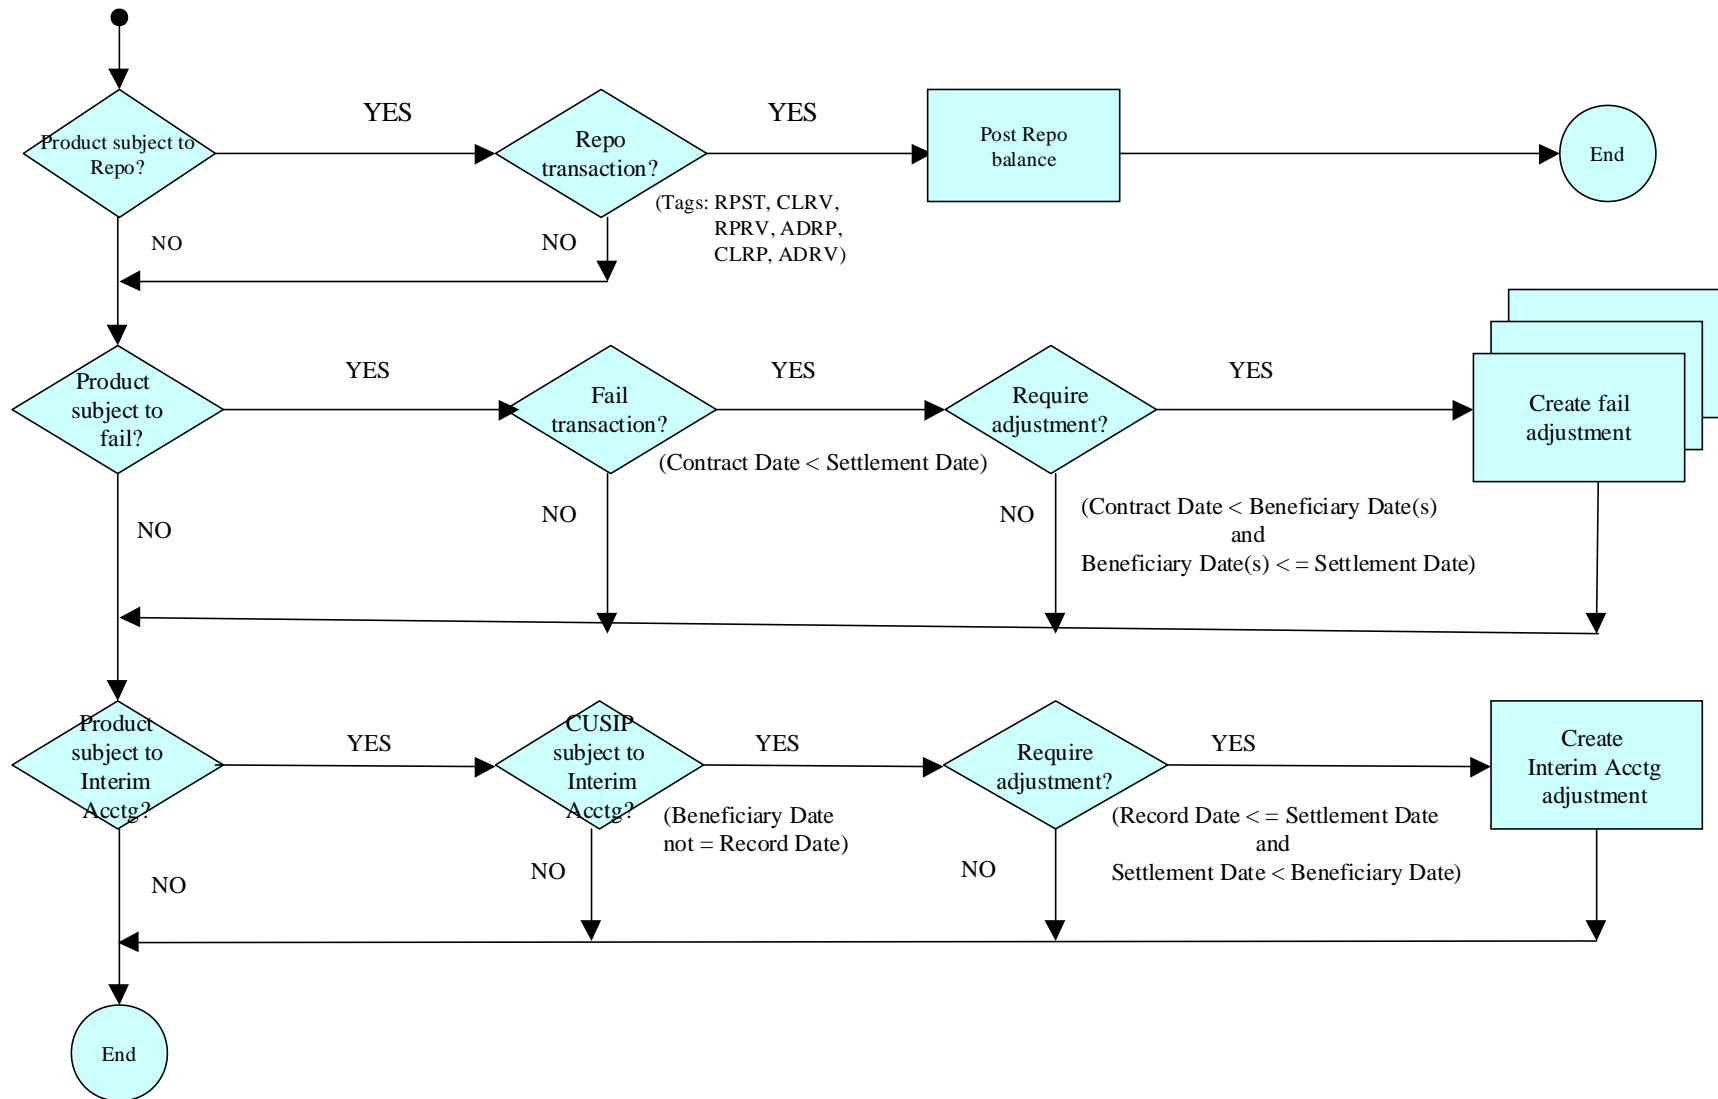 YES
YES
Product subject to
Repo?
Repo
transaction?
Post Repo
balance
End
(Tags: RPST, CLRV,
RPRV, ADRP,
CLRP, ADRV)
NO
NO
YES
YES
YES
Product
subject to
fail?
Fail
transaction?
Require
adjustment?
Create fail
adjustment
(Contract Date < Settlement Date)
NO
NO
NO
(Contract Date < Beneficiary Date(s)
and
Beneficiary Date(s) < = Settlement Date)
YES
YES
YES
Product
subject to
Interim
Acctg?
CUSIP
subject to
Interim
Acctg?
Require
adjustment?
Create
Interim Acctg
adjustment
(Beneficiary Date
not = Record Date)
(Record Date < = Settlement Date
and
Settlement Date < Beneficiary Date)
NO
NO
NO
End